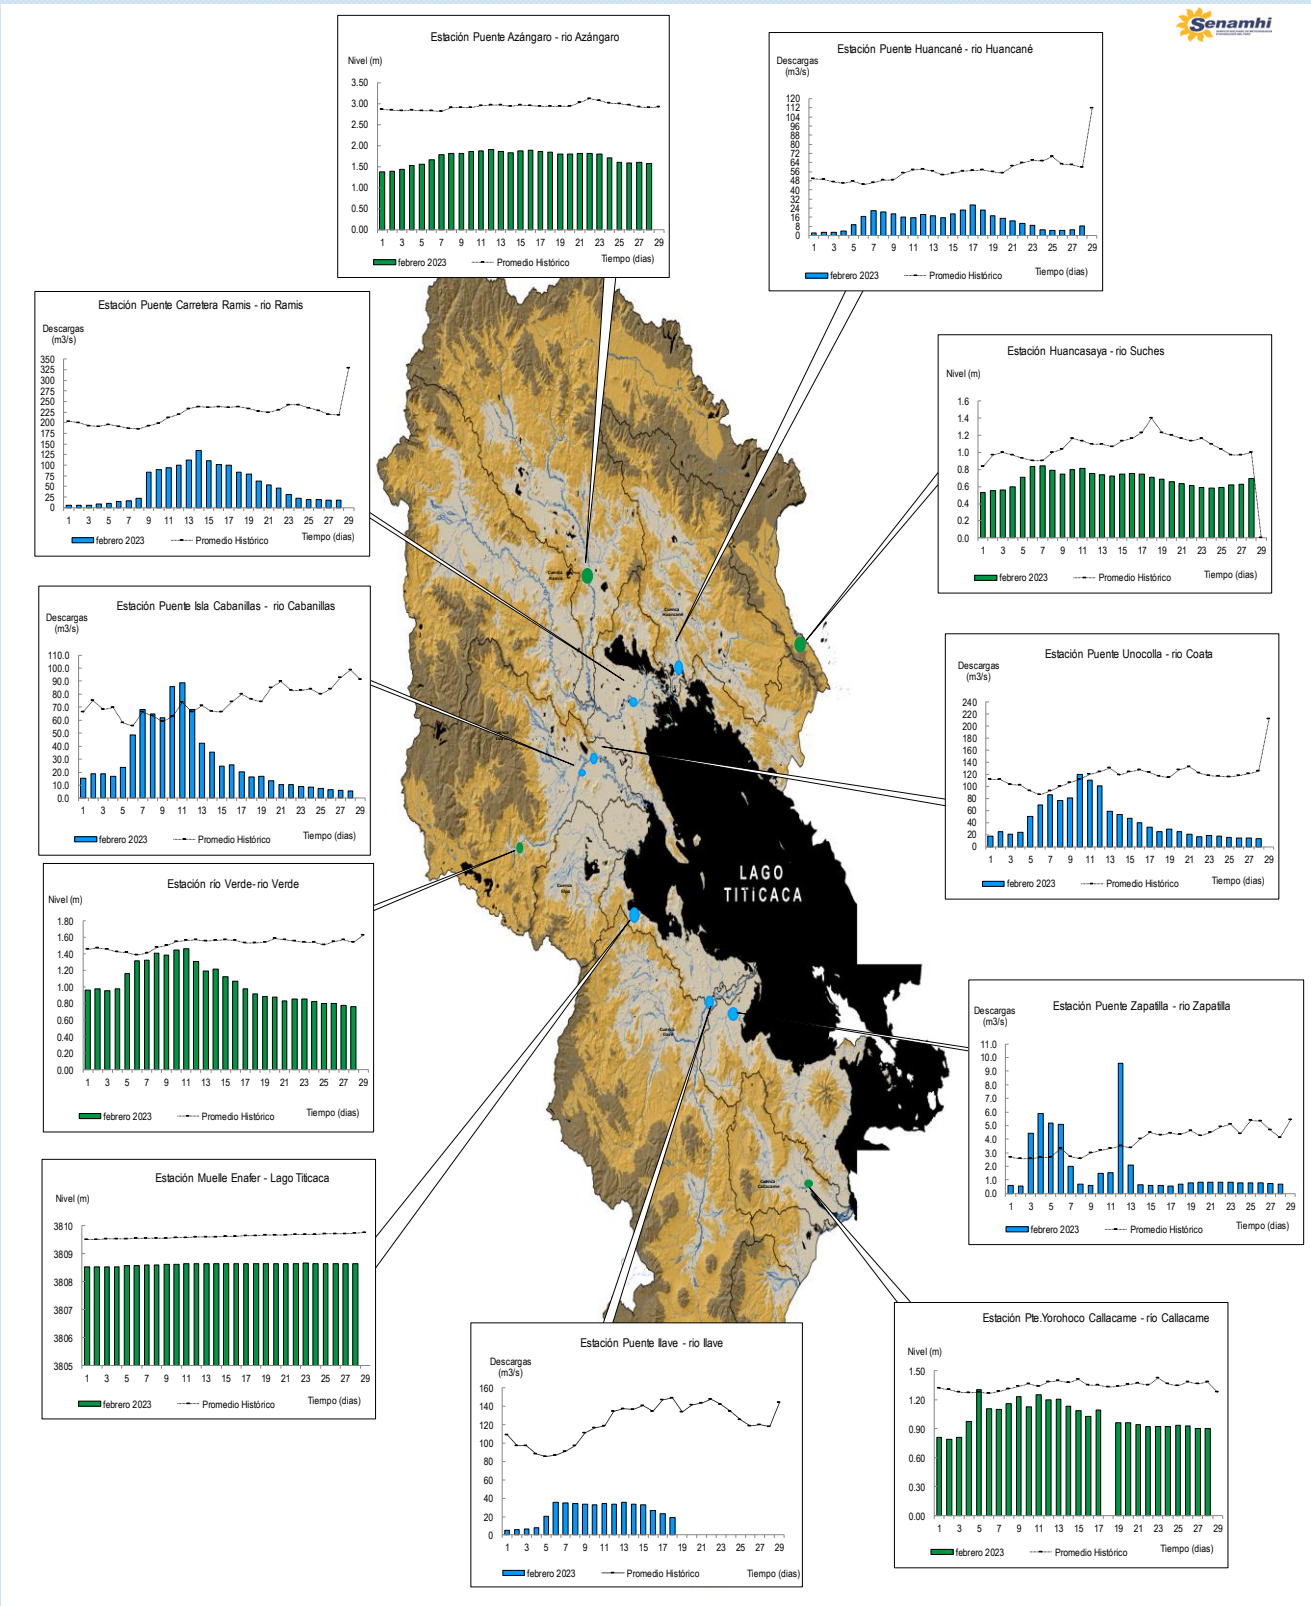 Senamhi
Estación Puente Azángaro - rio Azángaro
Nivel (m)
3.50
3.00
2.50
2.00
1.50
1.00
0.50
0.00
1 3 5 7 9 11 13 15 17 19 21 23 25 27 29
febrero 2023 Promedio Histórico Tiempo (dias)
Estación Puente Huancané - rio Huancané
Descargas
(m3/s)
120
112
104
96
88
80
72
64
56
48
40
32
24
16
8
0
1 3 5 7 9 11 13 15 17 19 21 23 25 27 29
febrero 2023 Promedio Histórico Tiempo (dias)
Estación Puente Carretera Ramis - rio Ramis
Descargas
(m3/s)
350
325
300
275
250
225
200
175
150
125
100
75
50
25
0
1 3 5 7 9 11 13 15 17 19 21 23 25 27 29
febrero 2023 Promedio Histórico Tiempo (dias)
Estación Huancasaya - rio Suches
Nivel (m)
1.6
1.4
1.2
1.0
0.8
0.6
0.4
0.2
0.0
1 3 5 7 9 11 13 15 17 19 21 23 25 27 29
febrero 2023 Promedio Histórico Tiempo (dias)
Estación Puente Isla Cabanillas - rio Cabanillas
Descargas
(m3/s)
110.0
100.0
90.0
80.0
70.0
60.0
50.0
40.0
30.0
20.0
10.0
0.0
1 3 5 7 9 11 13 15 17 19 21 23 25 27 29
febrero 2023 Promedio Histórico Tiempo (dias)
Estación Puente Unocolla - rio Coata
Descargas
(m3/s)
240
220
200
180
160
140
120
100
80
60
40
20
0
1 3 5 7 9 11 13 15 17 19 21 23 25 27 29
febrero 2023 Promedio Histórico Tiempo (dias)
Estación río Verde- rio Verde
Nivel (m)
1.80
1.60
1.40
1.20
1.00
0.80
0.60
0.40
0.20
0.00
1 3 5 7 9 11 13 15 17 19 21 23 25 27 29
febrero 2023 Promedio Histórico Tiempo (dias)
LAGO
TITICACA
Estación Puente Zapatilla - rio Zapatilla
Descargas
(m3/s)
11.0
10.0
9.0
8.0
7.0
6.0
5.0
4.0
3.0
2.0
1.0
0.0
1 3 5 7 9 11 13 15 17 19 21 23 25 27 29
febrero 2023 Promedio Histórico Tiempo (dias)
Estación Muelle Enafer - Lago Titicaca
Nivel (m)
3810
3809
3808
3807
3806
3805
1 3 5 7 9 11 13 15 17 19 21 23 25 27 29
febrero 2023 Promedio Histórico Tiempo (dias)
Estación Puente Ilave - rio Ilave
Descargas
(m3/s)
160
140
120
100
80
60
40
20
0
1 3 5 7 9 11 13 15 17 19 21 23 25 27 29
febrero 2023 Promedio Histórico Tiempo (dias)
Estación Pte.Yorohoco Callacame - río Callacame
Nivel (m)
1.50
1.20
0.90
0.60
0.30
0.00
1 3 5 7 9 11 13 15 17 19 21 23 25 27 29
febrero 2023 Promedio Histórico Tiempo (dias)
Cuenca
Huancané
Cuenca
Callacame